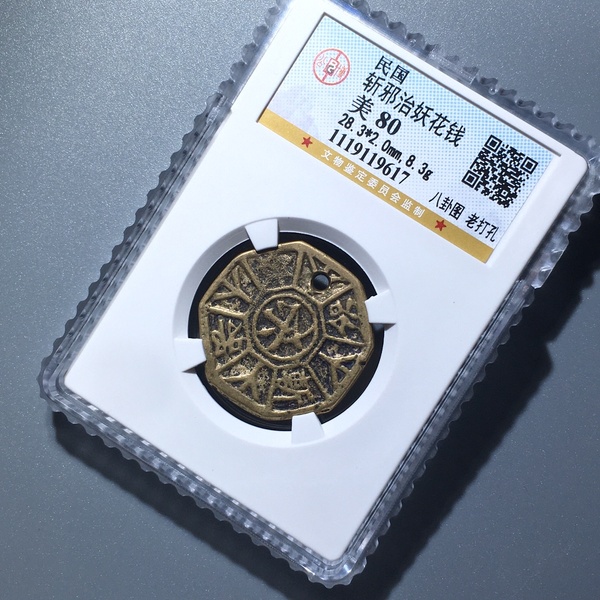 民国
斩邪治妖花钱
美 80
28.3*2.0mm, 8.3g
1119119617
八卦图 老打孔
★文物鉴定委员会监制★